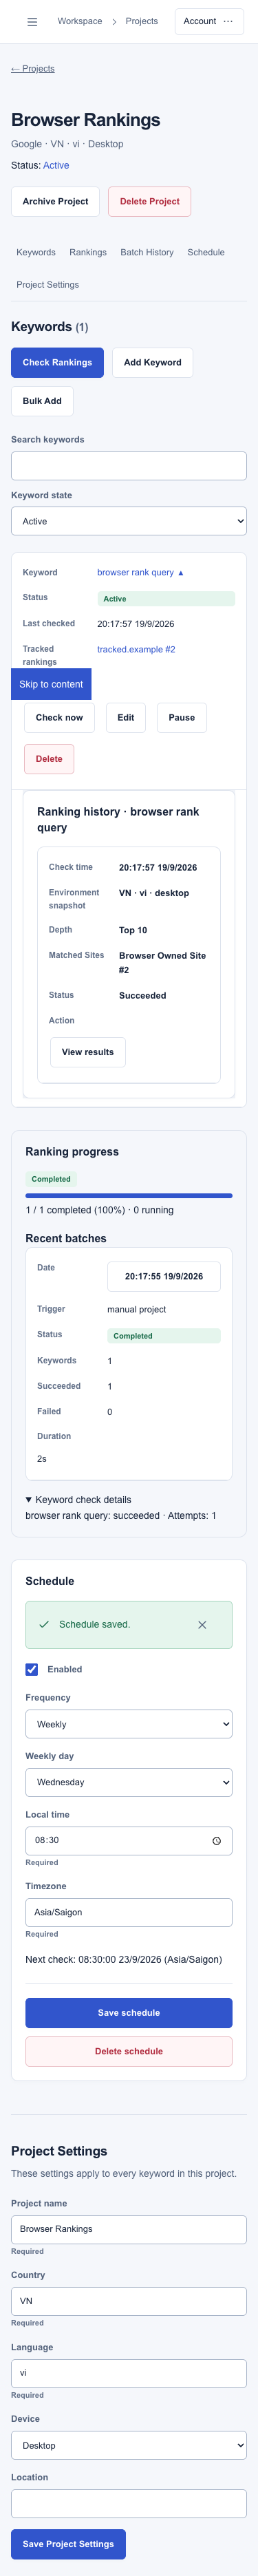 Workspace > Projects Account ···
← Projects
Browser Rankings
Google · VN · vi · Desktop
Status: Active
Archive Project Delete Project
Keywords Rankings Batch History Schedule
Project Settings
Keywords (1)
Check Rankings Add Keyword
Bulk Add
Search keywords
Keyword state
Active
Keyword browser rank query ▲
Status Active
Last checked 20:17:57 19/9/2026
Tracked rankings tracked.example #2
Skip to content
Check now Edit Pause
Delete
Ranking history · browser rank
query
Check time 20:17:57 19/9/2026
Environment snapshot VN · vi · desktop
Depth Top 10
Matched Sites Browser Owned Site #2
Status Succeeded
Action
View results
Ranking progress
Completed
1 / 1 completed (100%) · 0 running
Recent batches
Date 20:17:55 19/9/2026
Trigger manual project
Status Completed
Keywords 1
Succeeded 1
Failed 0
Duration
2s
▼ Keyword check details
browser rank query: succeeded · Attempts: 1
Schedule
Schedule saved.
Enabled
Frequency
Weekly
Weekly day
Wednesday
Local time
08:30
Required
Timezone
Asia/Saigon
Required
Next check: 08:30:00 23/9/2026 (Asia/Saigon)
Save schedule
Delete schedule
Project Settings
These settings apply to every keyword in this project.
Project name
Browser Rankings
Required
Country
VN
Required
Language
vi
Required
Device
Desktop
Location
Save Project Settings